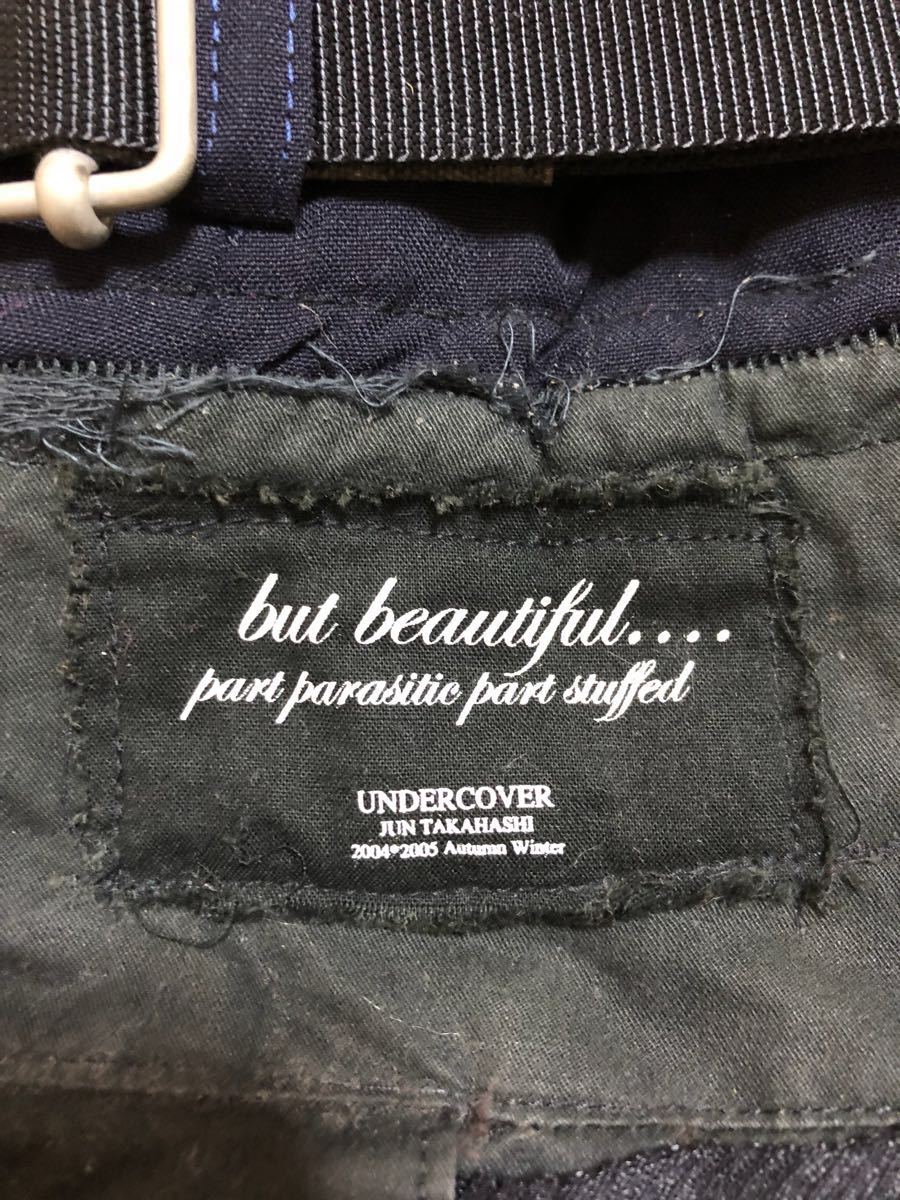 but beautiful....
part parasitic part stuffed
UNDERCOVER
JUN TAKAHASHI
2004*2005 Autumn Winter